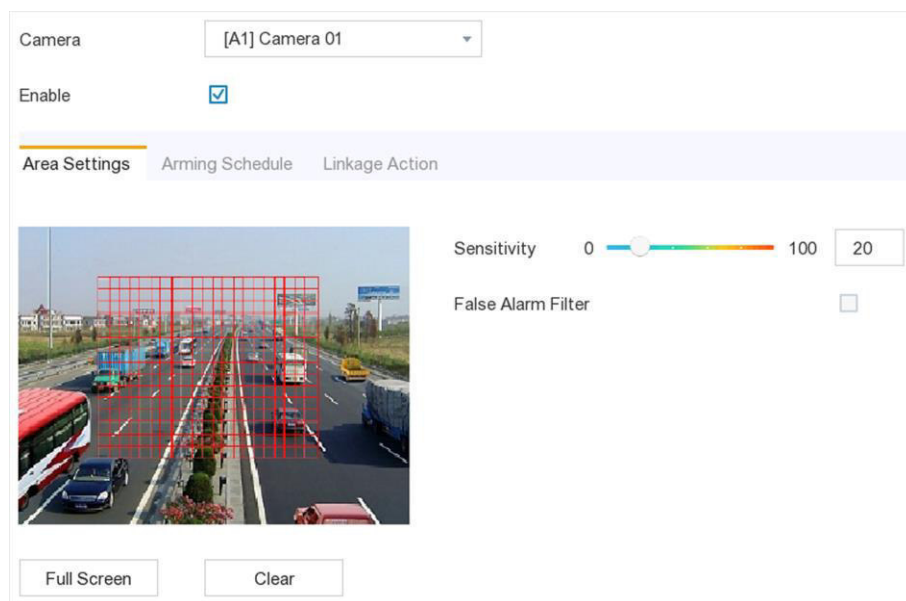 Camera [A1] Camera 01
Enable
Area Settings Arming Schedule Linkage Action
Sensitivity 0 100 20
False Alarm Filter
Full Screen Clear